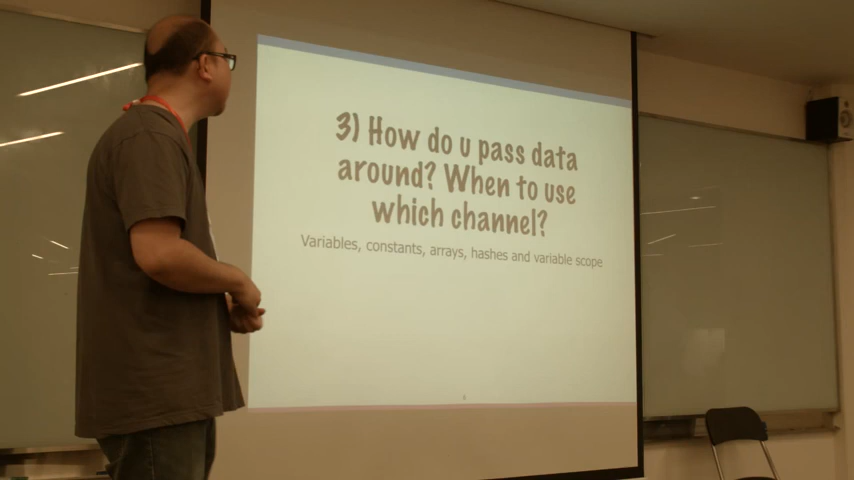 3) How do u pass data
around? When to use
which channel?
Variables, constants, arrays, hashes and variable scope